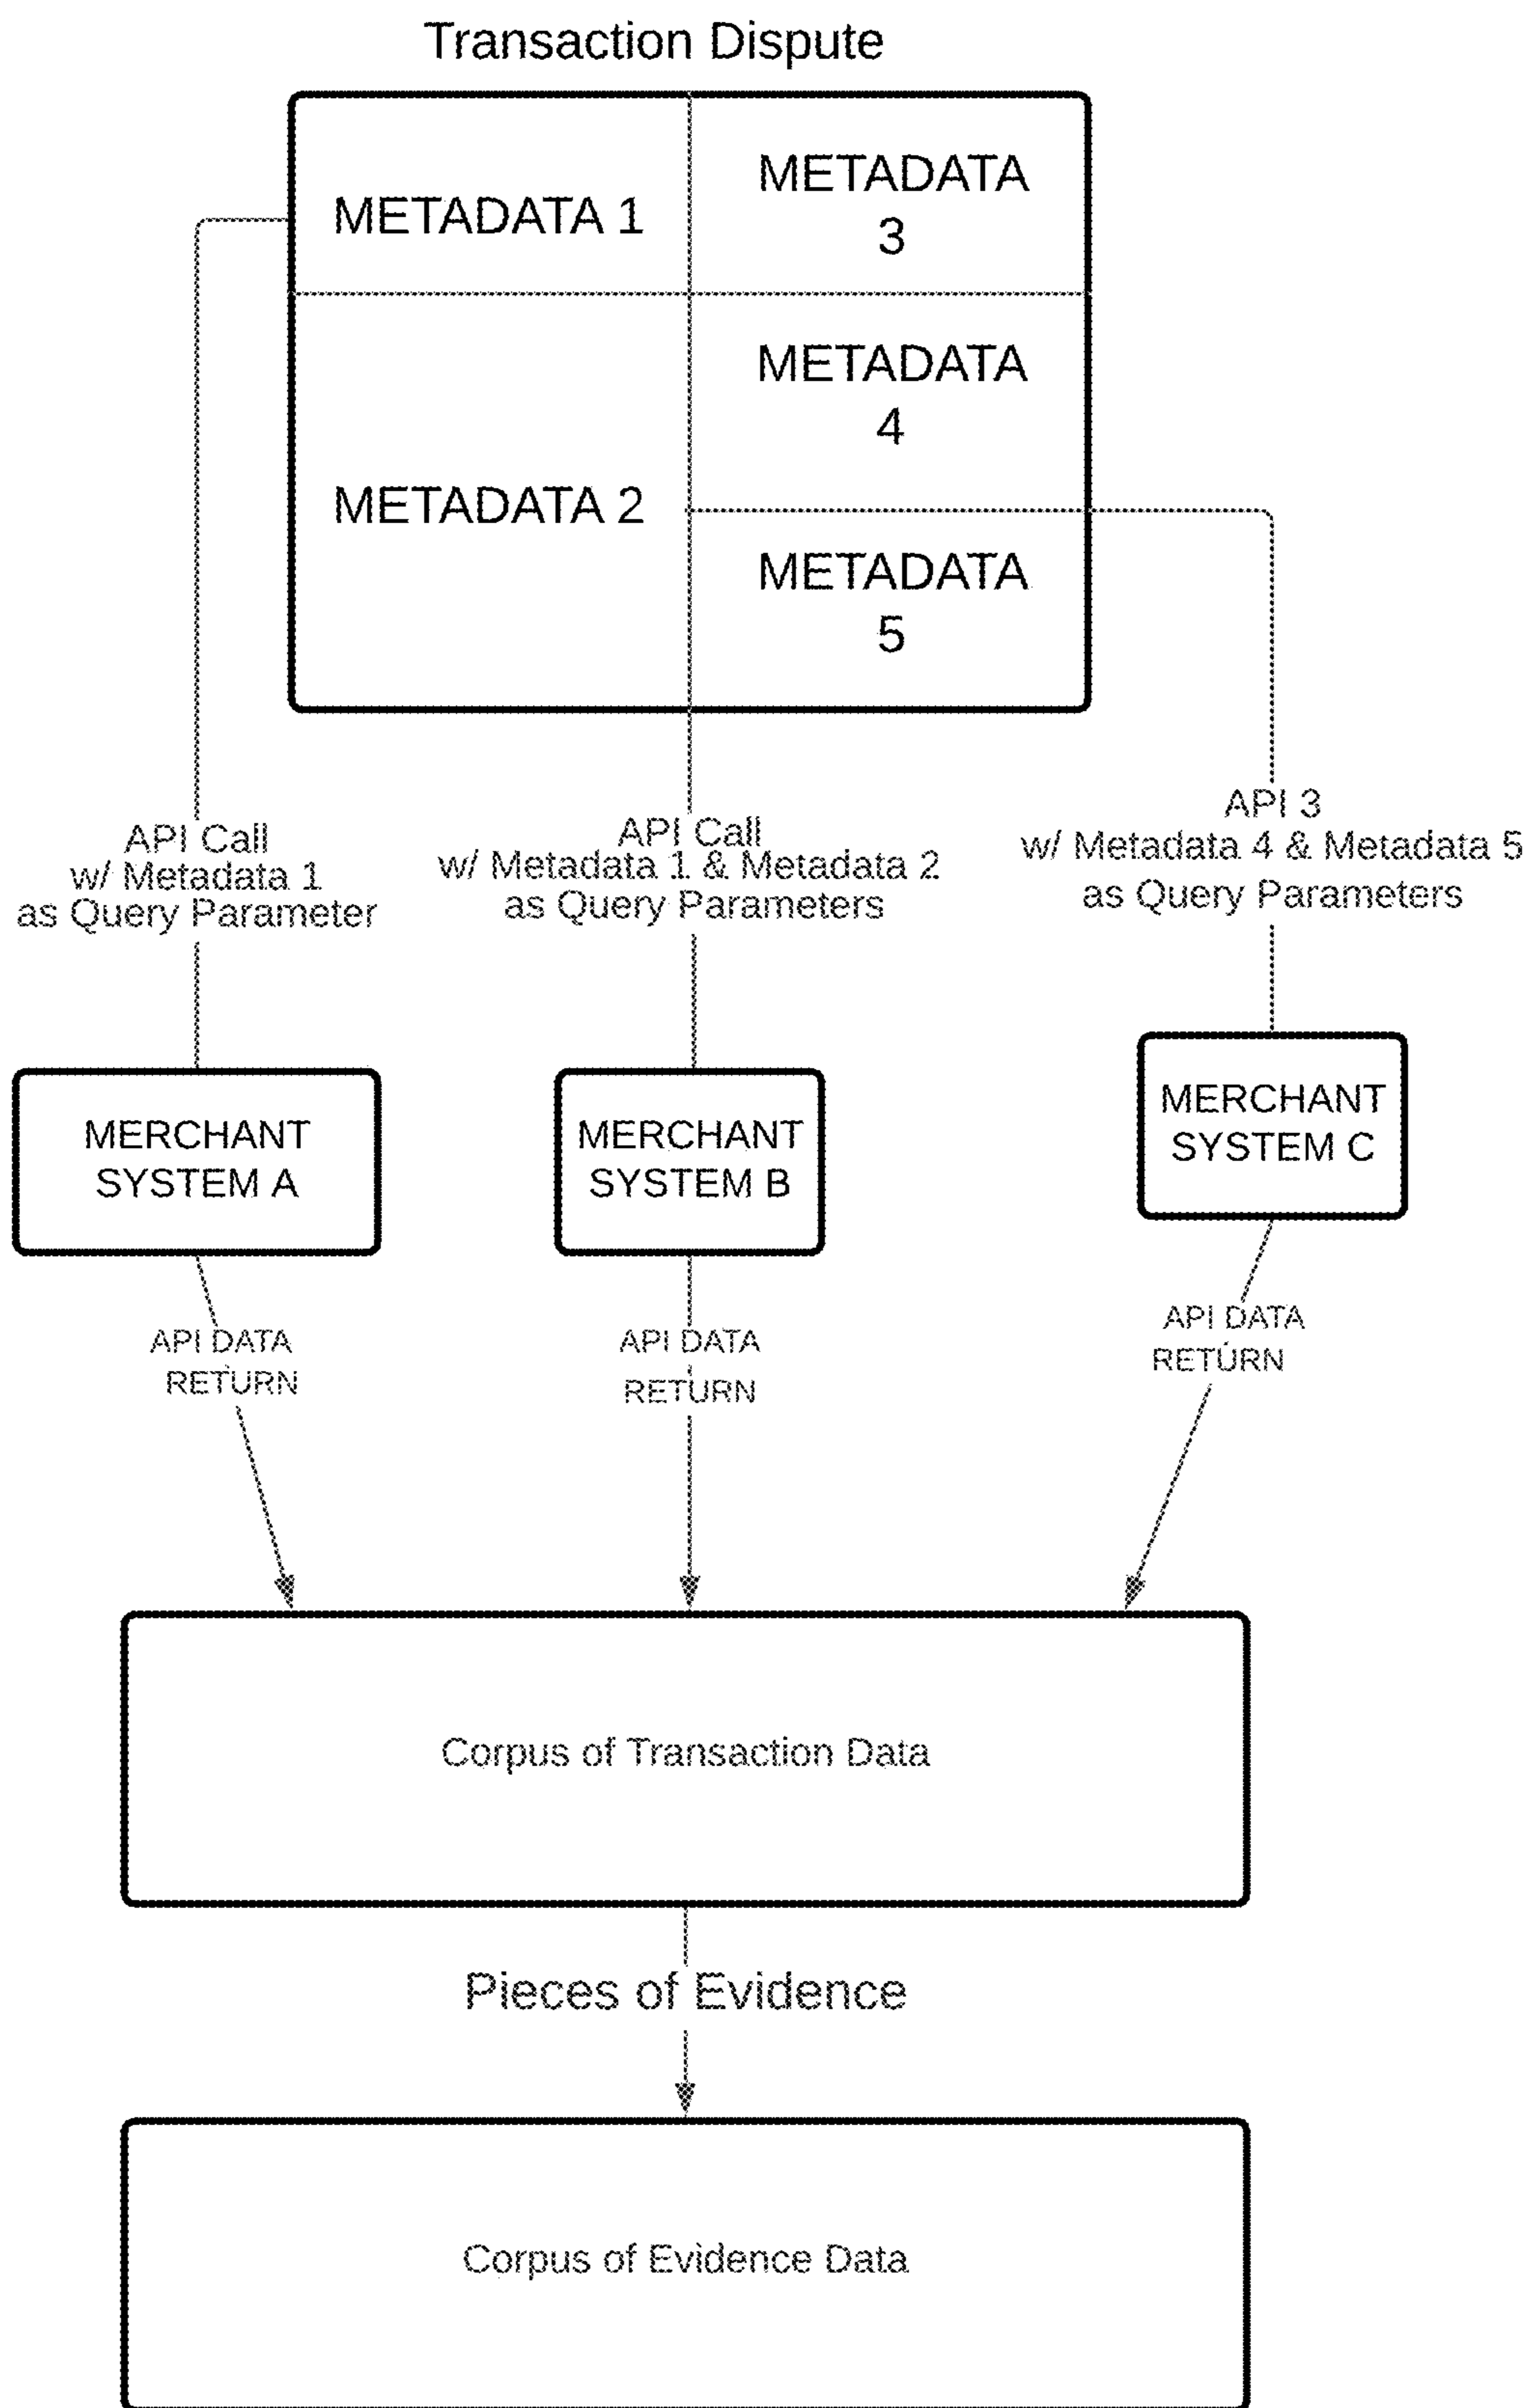 Transaction Dispute
METADATA 1
METADATA
3
METADATA
4
METADATA 2
METADATA
5
API Call
w/ Metadata 1
as Query Parameter
API Call
w/ Metadata 1 & Metadata 2
as Query Parameters
API 3
w/ Metadata 4 & Metadata 5
as Query Parameters
MERCHANT
SYSTEM A
MERCHANT
SYSTEM B
MERCHANT
SYSTEM C
API DATA
RETURN
API DATA
RETURN
API DATA
RETURN
Corpus of Transaction Data
Pieces of Evidence
Corpus of Evidence Data